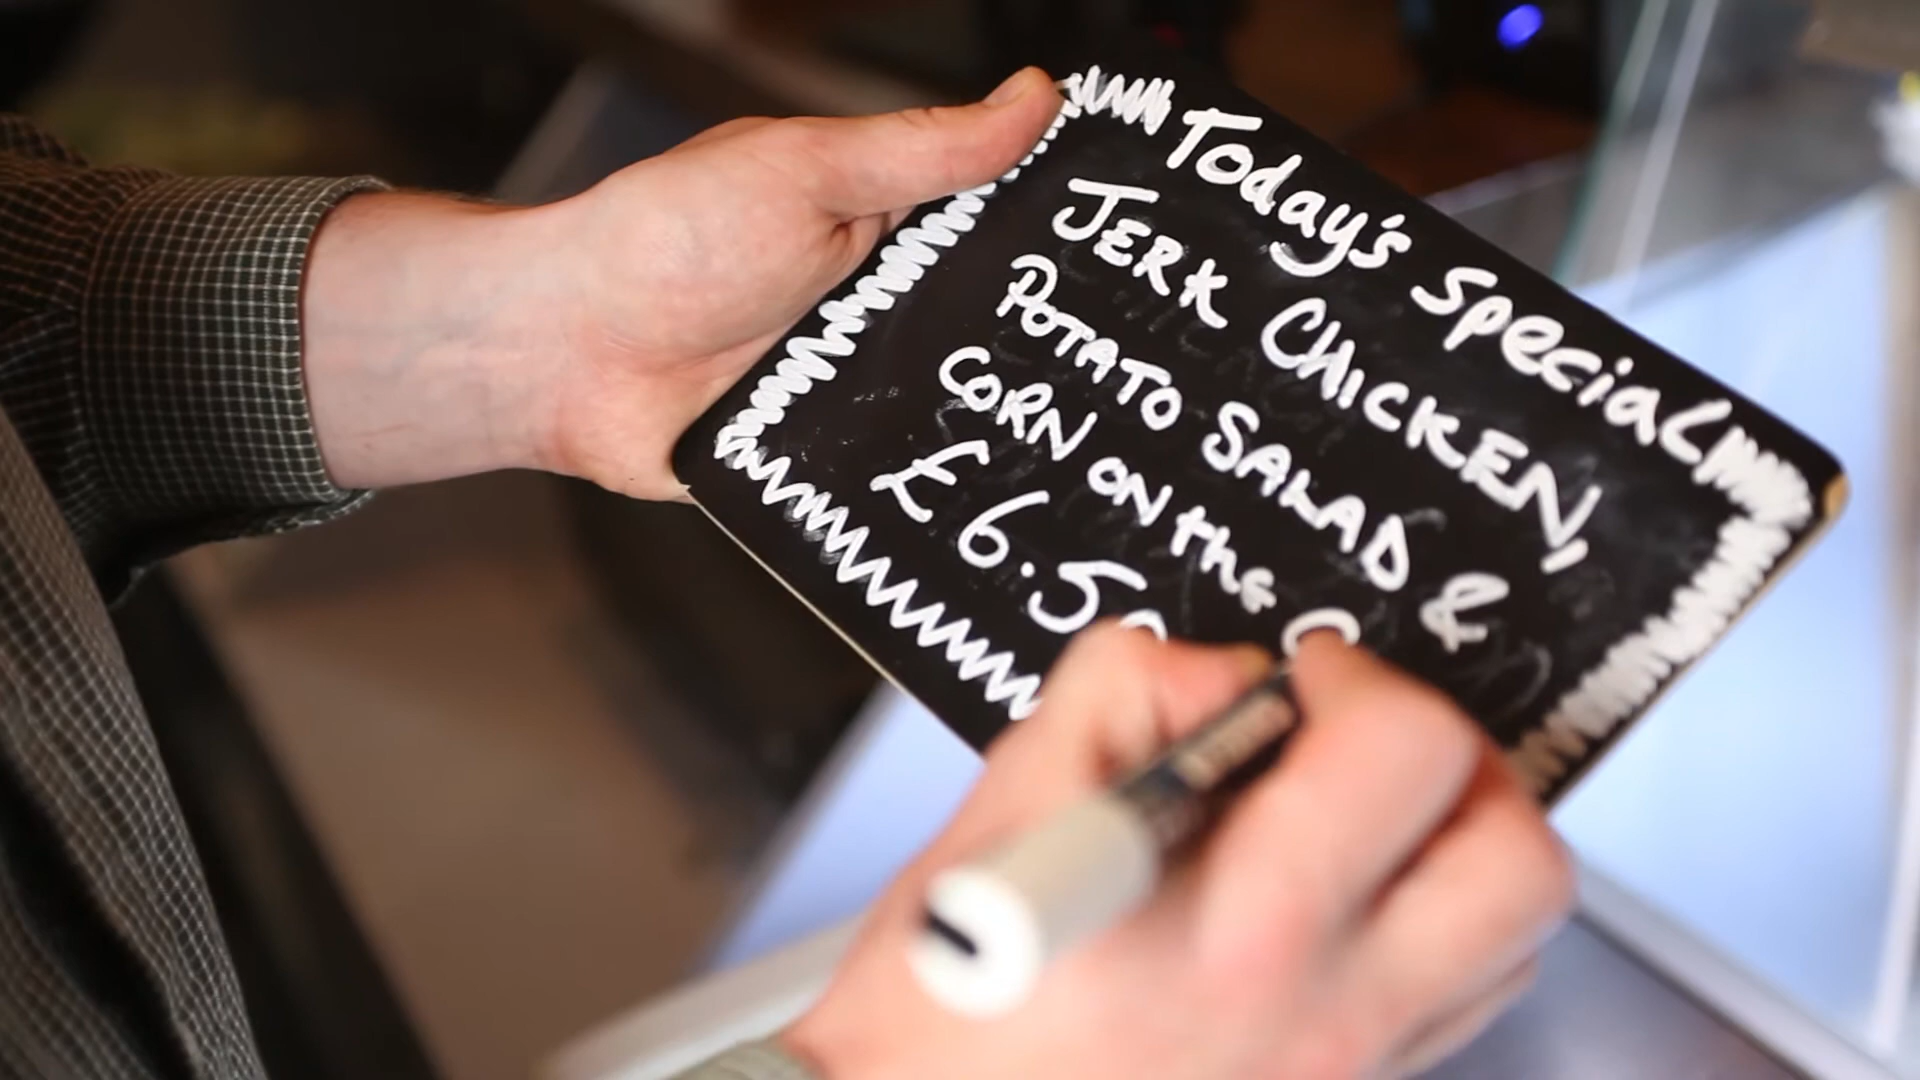 Today's Special
JERK CHICKEN,
POTATO SALAD &
CORN ON the
£6.50